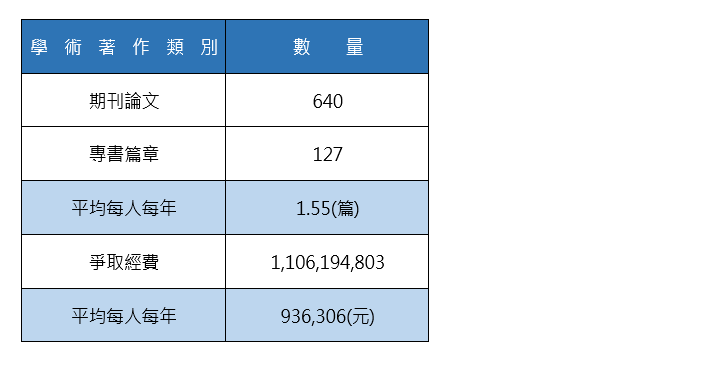 學術著作類別 數量
期刊論文 640
專書篇章 127
平均每人每年 1.55(篇)
爭取經費 1,106,194,803
平均每人每年 936,306(元)